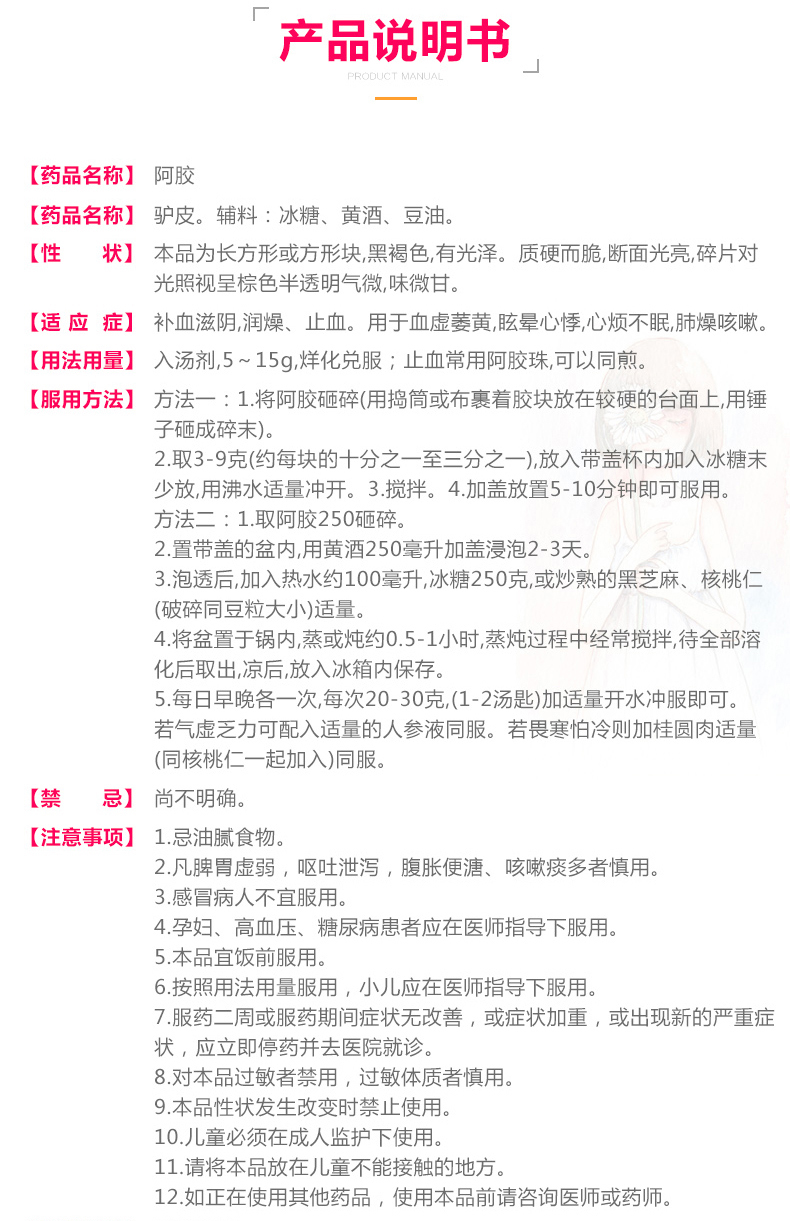 产品说明书
PRODUCT MANUAL
【药品名称】 阿胶
【药品名称】 驴皮。辅料：冰糖、黄酒、豆油。
【性 状】 本品为长方形或方形块,黑褐色,有光泽。质硬而脆,断面光亮,碎片对
光照视呈棕色半透明气微,味微甘。
【适 应 症】 补血滋阴,润燥、止血。用于血虚萎黄,眩晕心悸,心烦不眠,肺燥咳嗽。
【用法用量】 入汤剂,5～15g,烊化兑服；止血常用阿胶珠,可以同煎。
【服用方法】 方法一：1.将阿胶砸碎(用捣筒或布裹着胶块放在较硬的台面上,用锤
子砸成碎末)。
2.取3-9克(约每块的十分之一至三分之一),放入带盖杯内加入冰糖末
少放,用沸水适量冲开。3.搅拌。4.加盖放置5-10分钟即可服用。
方法二：1.取阿胶250砸碎。
2.置带盖的盆内,用黄酒250毫升加盖浸泡2-3天。
3.泡透后,加入热水约100毫升,冰糖250克,或炒熟的黑芝麻、核桃仁
(破碎同豆粒大小)适量。
4.将盆置于锅内,蒸或炖约0.5-1小时,蒸炖过程中经常搅拌,待全部溶
化后取出,凉后,放入冰箱内保存。
5.每日早晚各一次,每次20-30克,(1-2汤匙)加适量开水冲服即可。
若气虚乏力可配入适量的人参液同服。若畏寒怕冷则加桂圆肉适量
(同核桃仁一起加入)同服。
【禁 忌】 尚不明确。
【注意事项】 1.忌油腻食物。
2.凡脾胃虚弱，呕吐泄泻，腹胀便溏、咳嗽痰多者慎用。
3.感冒病人不宜服用。
4.孕妇、高血压、糖尿病患者应在医师指导下服用。
5.本品宜饭前服用。
6.按照用法用量服用，小儿应在医师指导下服用。
7.服药二周或服药期间症状无改善，或症状加重，或出现新的严重症
状，应立即停药并去医院就诊。
8.对本品过敏者禁用，过敏体质者慎用。
9.本品性状发生改变时禁止使用。
10.儿童必须在成人监护下使用。
11.请将本品放在儿童不能接触的地方。
12.如正在使用其他药品，使用本品前请咨询医师或药师。